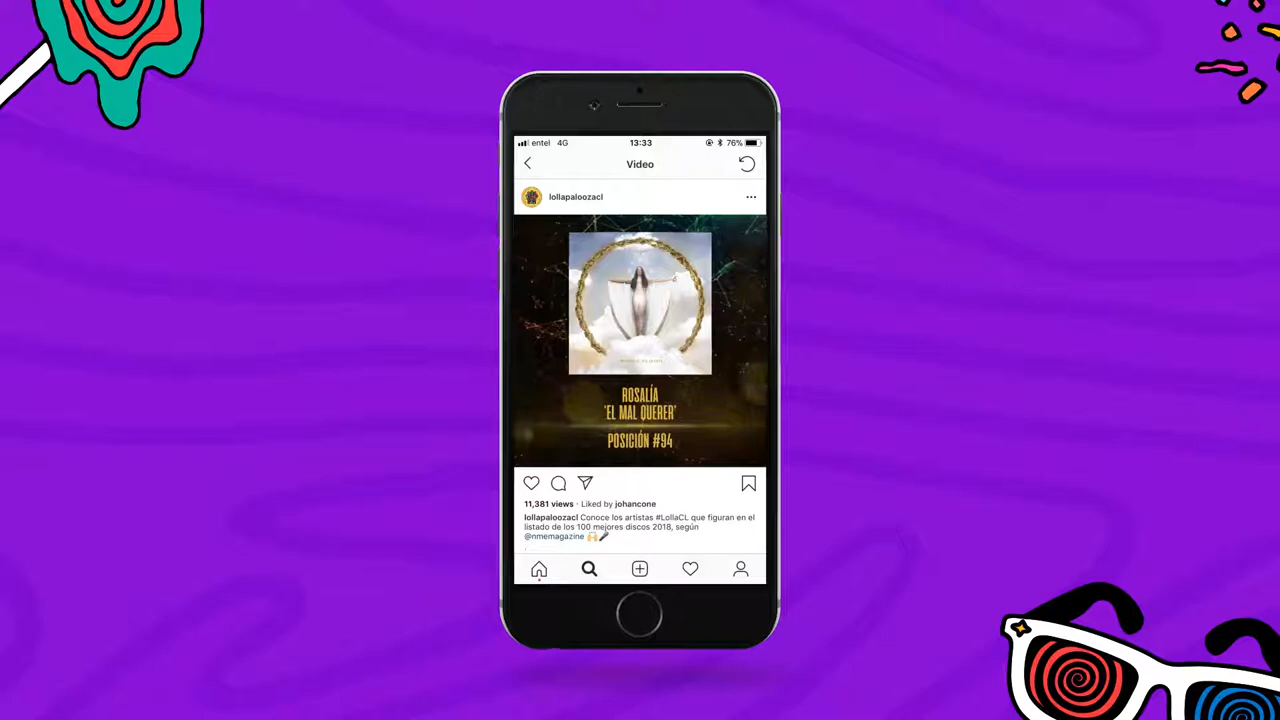 entel 4G 13:33 76%
Video
lollapaloozacl
ROSALÍA
'EL MAL QUERER'
POSICIÓN #94
11,381 views · Liked by johancone
lollapaloozacl Conoce los artistas #LollaCL que figuran en el
listado de los 100 mejores discos 2018, según
@nmemagazine 🙌🎤